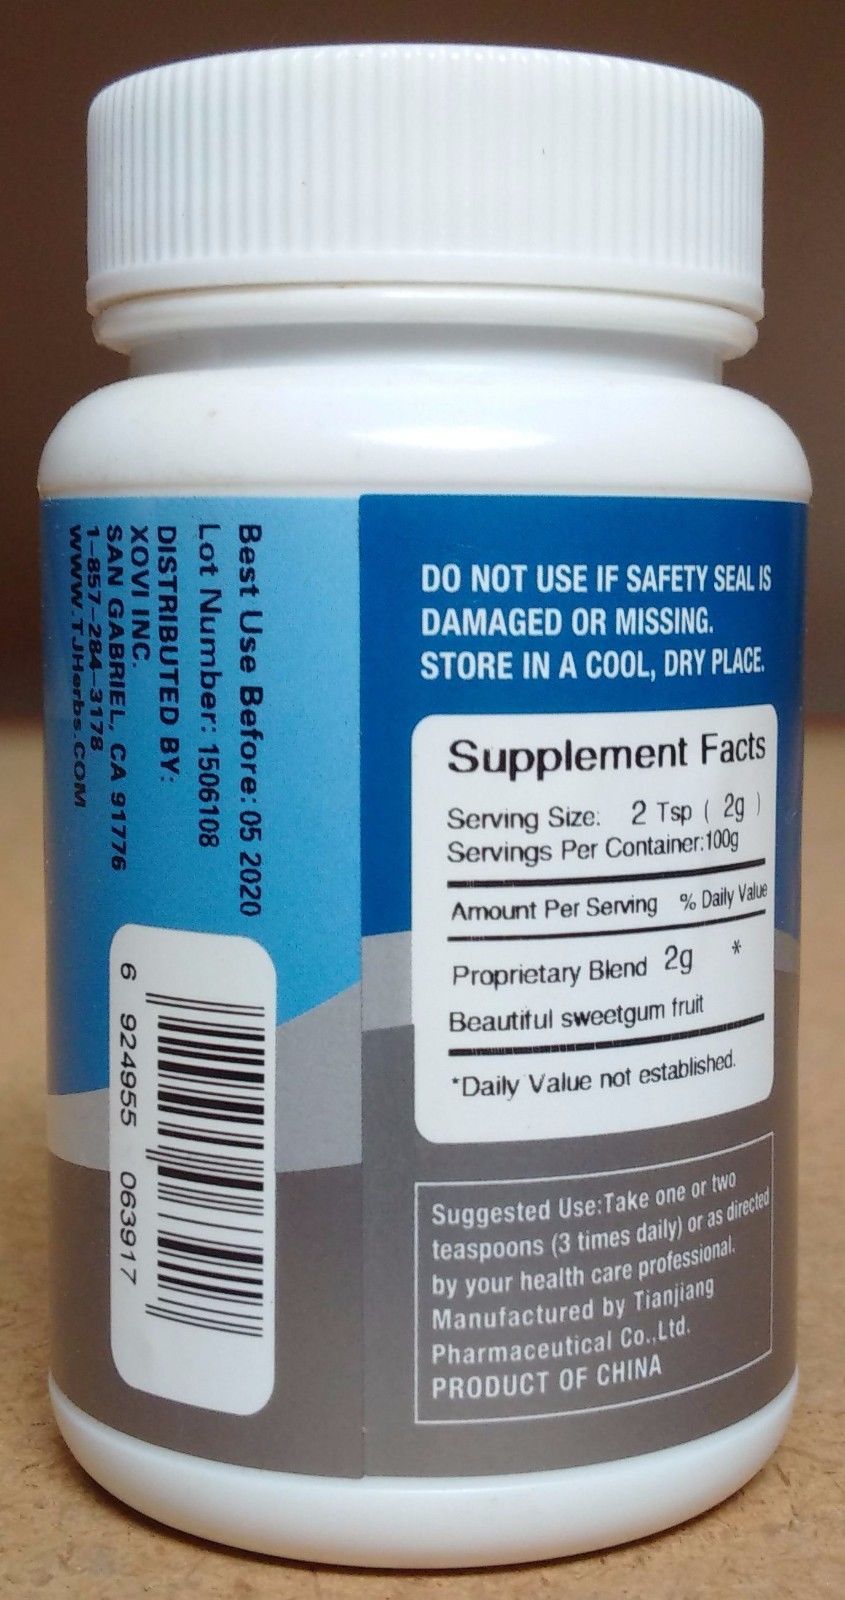 DO NOT USE IF SAFETY SEAL IS
DAMAGED OR MISSING.
STORE IN A COOL, DRY PLACE.
Supplement Facts
Serving Size: 2 Tsp ( 2g )
Servings Per Container:100g
Amount Per Serving % Daily Value
Proprietary Blend 2g *
Beautiful sweetgum fruit
*Daily Value not established.
Suggested Use:Take one or two
teaspoons (3 times daily) or as directed
by your health care professional.
Manufactured by Tianjiang
Pharmaceutical Co.,Ltd.
PRODUCT OF CHINA
Best Use Before: 05 2020
Lot Number: 1506108
DISTRIBUTED BY:
XOVI INC.
SAN GABRIEL, CA 91776
1-857-284-3178
WWW.TJHerbs.COM
6 924955 063917